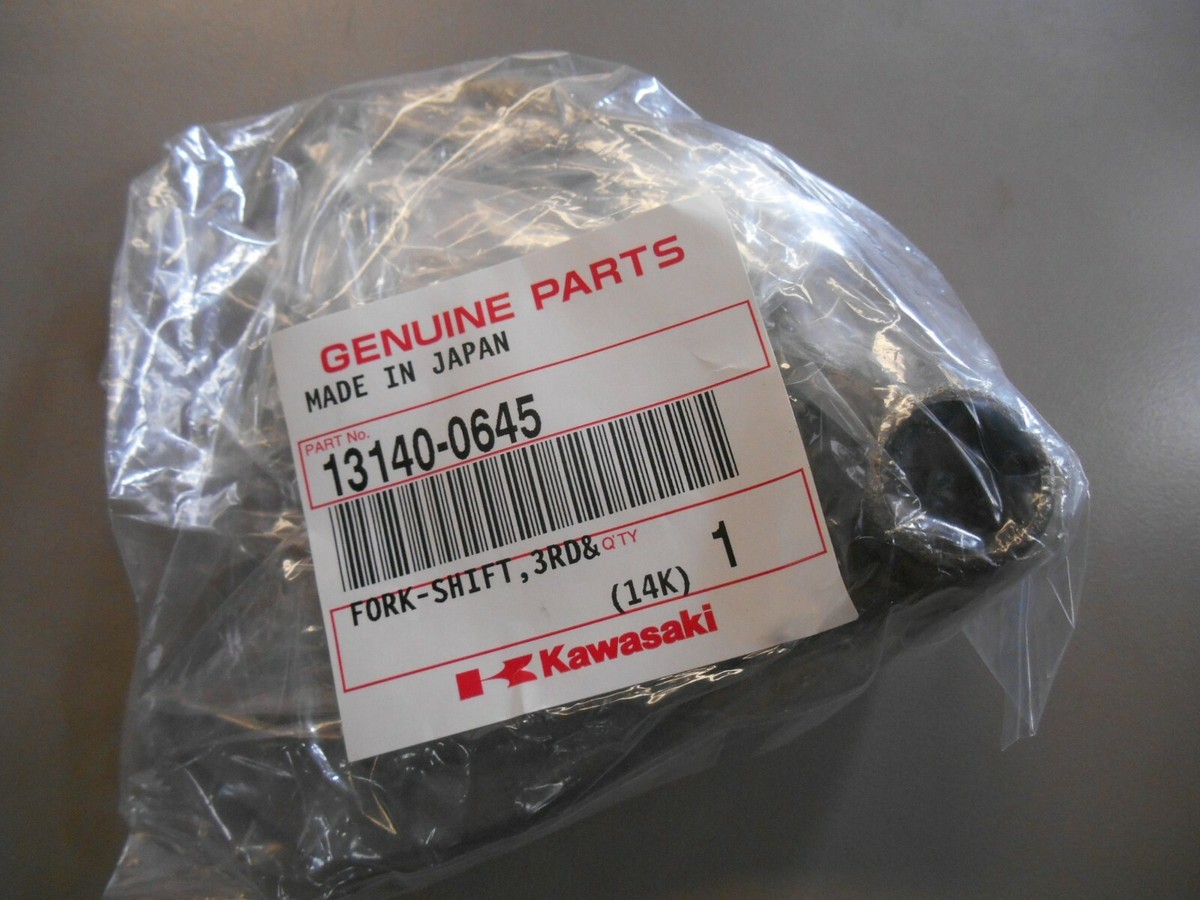 GENUINE PARTS
MADE IN JAPAN
PART No.
13140-0645
FORK-SHIFT,3RD& Q'TY 1
(14K)
Kawasaki